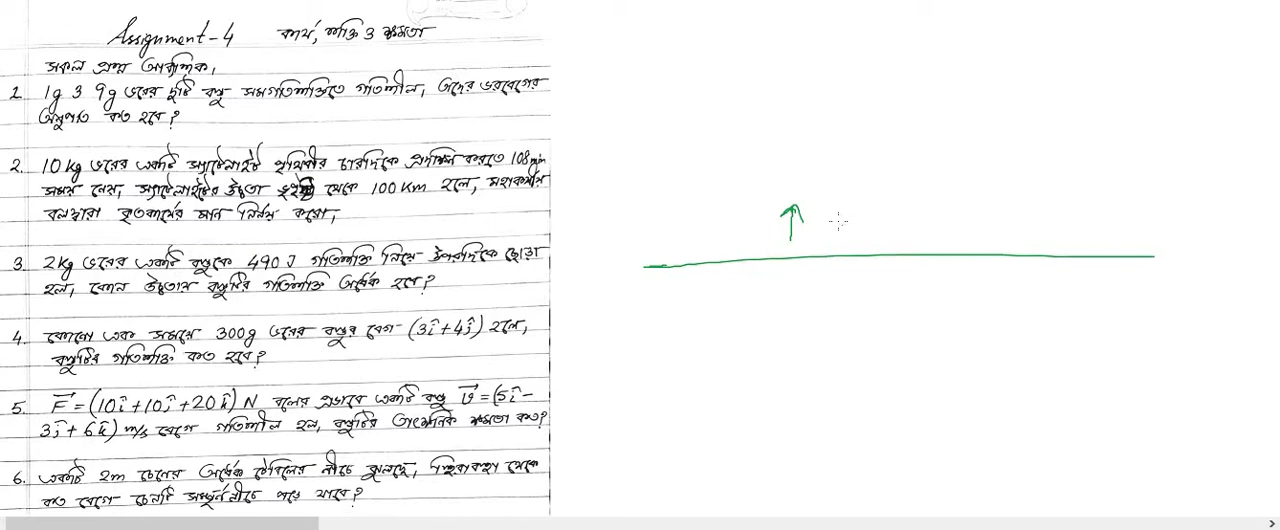 Assignment-4 কার্য, শক্তি ও ক্ষমতা
সকল প্রশ্ন আবশ্যিক।
1. 1g ও 9g ভরের দুটি বস্তু সমগতিশক্তিতে গতিশীল, তাদের ভরবেগের
অনুপাত কত হবে?
2. 10 kg ভরের একটি স্যাটেলাইট পৃথিবীর চারদিকে প্রদক্ষিণ করতে 108 min
সময় নেয়, স্যাটেলাইটের উচ্চতা থেকে 100 Km হলে, মহাকর্ষীয়
বলদ্বারা কৃতকার্যের মান নির্ণয় করো,
3. 2Kg ভরের একটি বস্তুকে 490 J গতিশক্তি নিয়ে উপরদিকে ছোড়া
হল, কোন উচ্চতায় বস্তুটির গতিশক্তি অর্ধেক হবে?
4. কোনো এক সময়ে 300g ভরের বস্তুর বেগ (3î+4ĵ) হলে,
বস্তুটির গতিশক্তি কত হবে?
5. F⃗ = (10î+10ĵ+20k̂) N বলের প্রভাবে একটি বস্তু v⃗ = (5î-
3ĵ+6k̂) m/s বেগে গতিশীল হল, বস্তুটির তাৎক্ষণিক ক্ষমতা কত?
6. একটি 2m চেনের অর্ধেক টেবিলের নীচে ঝুলছে, স্থিরাবস্থা থেকে
কত বেগে চেনটি সম্পূর্ণ নীচে পড়ে যাবে?